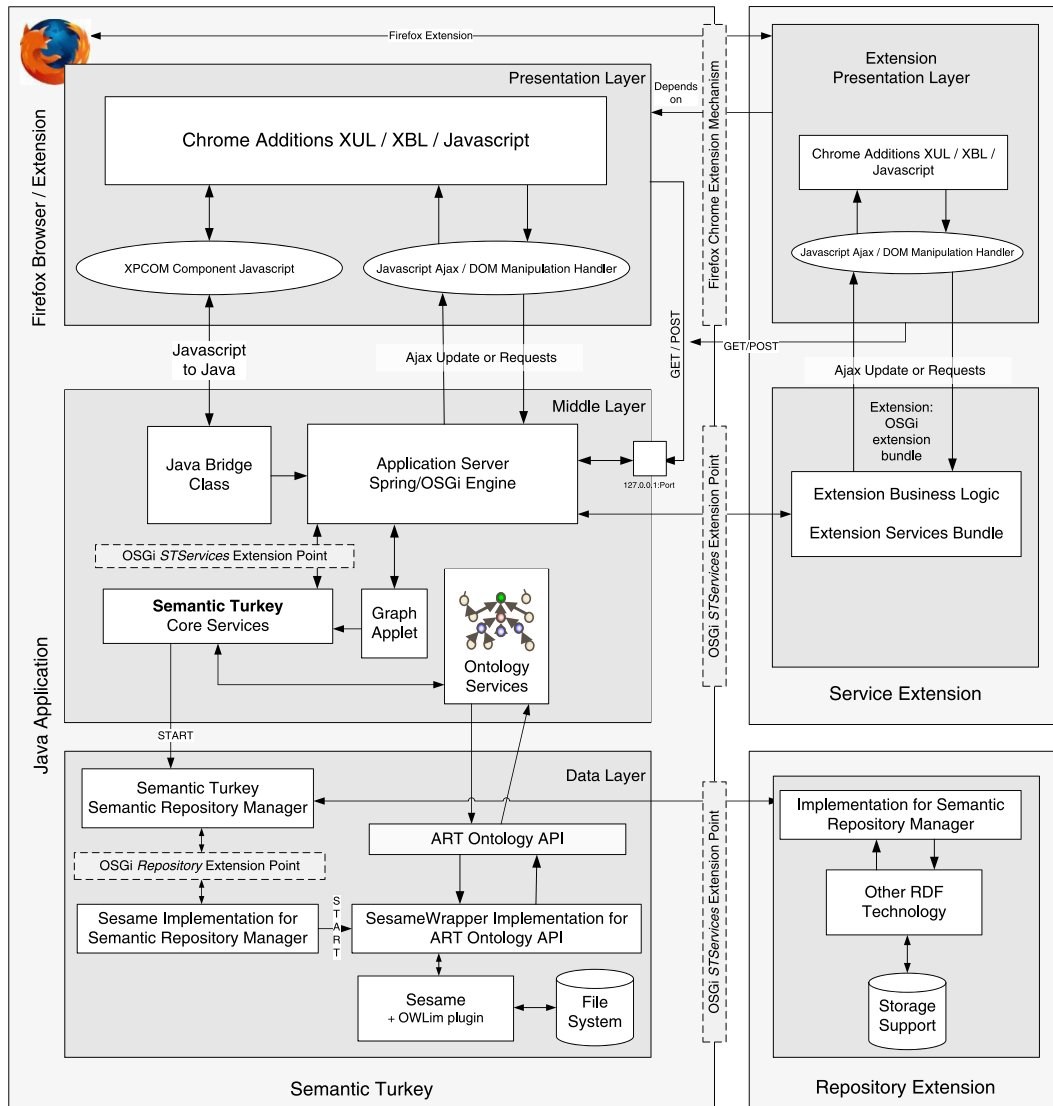 Firefox Extension
Firefox Browser / Extension
Presentation Layer
Chrome Additions XUL / XBL / Javascript
XPCOM Component Javascript
Javascript Ajax / DOM Manipulation Handler
Depends
on
Firefox Chrome Extension Mechanism
Extension
Presentation Layer
Chrome Additions XUL / XBL /
Javascript
Javascript Ajax / DOM Manipulation Handler
Javascript
to Java
Ajax Update or Requests
GET / POST
GET/POST
Ajax Update or Requests
Java Application
Middle Layer
Java Bridge
Class
Application Server
Spring/OSGi Engine
127.0.0.1:Port
OSGi STServices Extension Point
Semantic Turkey
Core Services
Graph
Applet
Ontology
Services
OSGi STServices Extension Point
Extension:
OSGi
extension
bundle
Extension Business Logic
Extension Services Bundle
Service Extension
START
Data Layer
Semantic Turkey
Semantic Repository Manager
OSGi Repository Extension Point
Sesame Implementation for
Semantic Repository Manager
START
ART Ontology API
SesameWrapper Implementation for
ART Ontology API
Sesame
+ OWLim plugin
File
System
Semantic Turkey
OSGi STServices Extension Point
Implementation for Semantic
Repository Manager
Other RDF
Technology
Storage
Support
Repository Extension